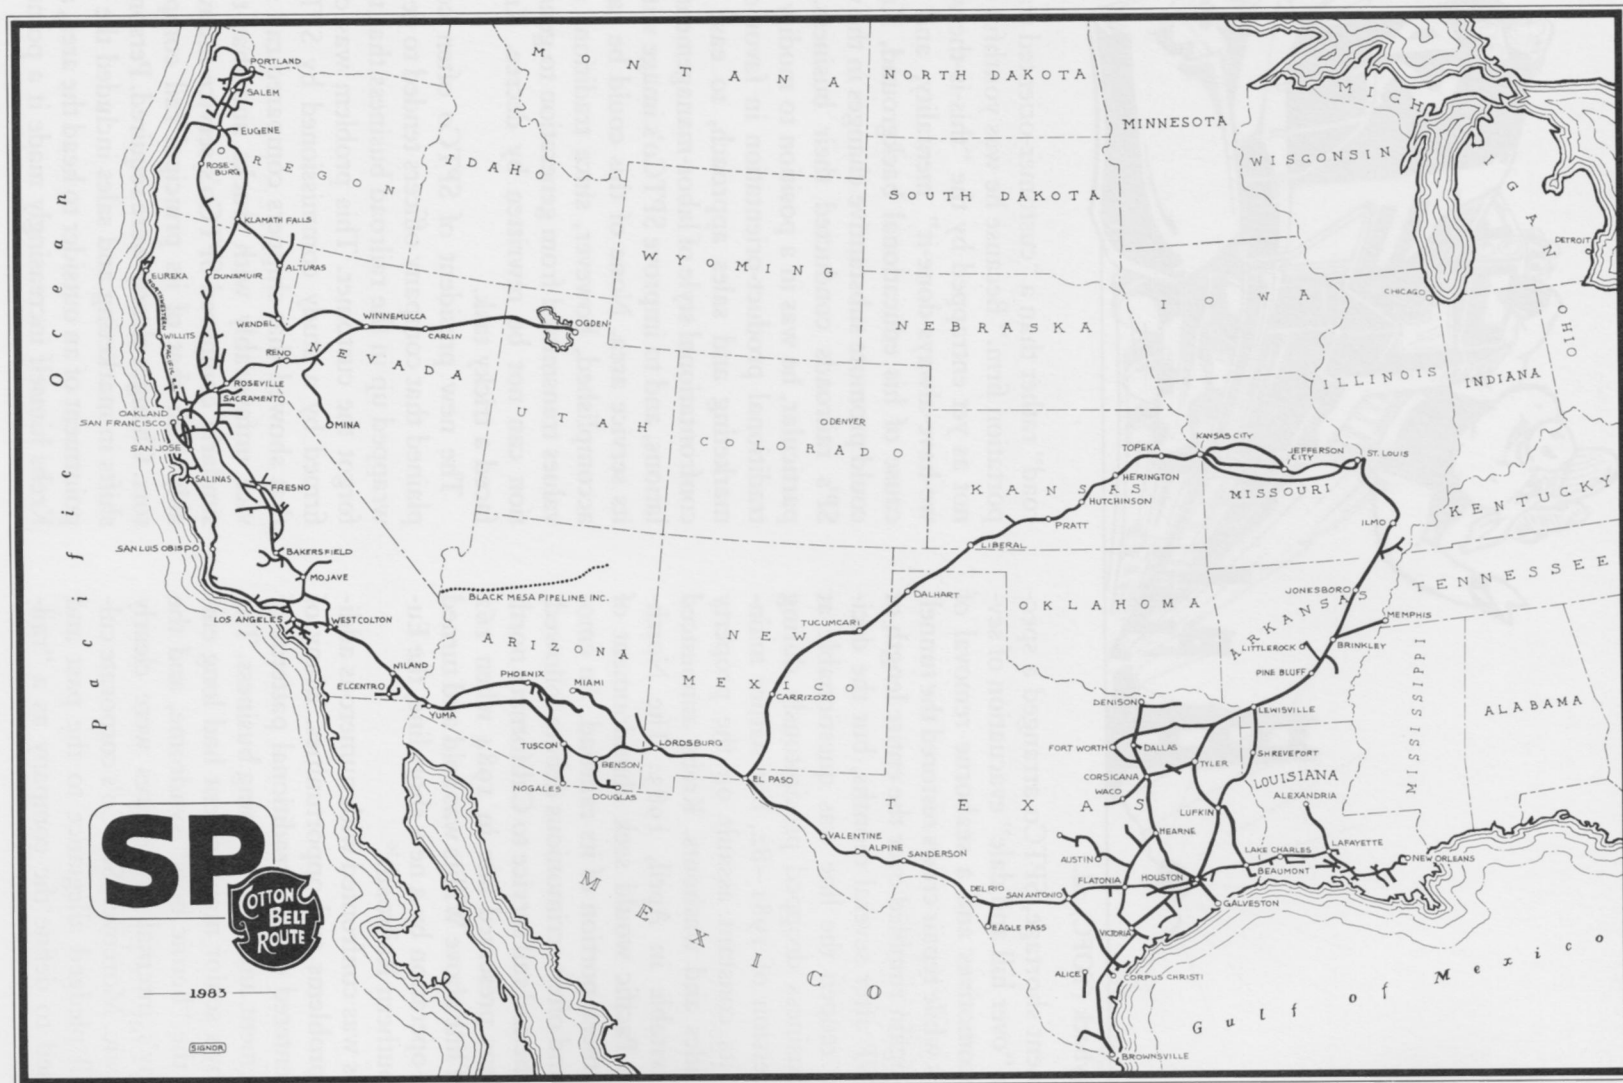 MONTANA
NORTH DAKOTA
MINNESOTA
MICHIGAN
WISCONSIN
SOUTH DAKOTA
IDAHO
OREGON
WYOMING
IOWA
NEBRASKA
OHIO
INDIANA
ILLINOIS
NEVADA
UTAH
COLORADO
KANSAS
MISSOURI
KENTUCKY
TENNESSEE
ARKANSAS
OKLAHOMA
ARIZONA
NEW
MEXICO
MISSISSIPPI
ALABAMA
LOUISIANA
TEXAS
MEXICO
Pacific Ocean
Gulf of Mexico
PORTLAND
SALEM
EUGENE
ROSE-
BURG
KLAMATH FALLS
ALTURAS
DUNSMUIR
EUREKA
NORTHWESTERN
PACIFIC R.R.
WILLITS
WENDEL
WINNEMUCCA
CARLIN
OGDEN
RENO
ROSEVILLE
SACRAMENTO
MINA
OAKLAND
SAN FRANCISCO
SAN JOSE
SALINAS
FRESNO
SAN LUIS OBISPO
BAKERSFIELD
MOJAVE
LOS ANGELES
WEST COLTON
NILAND
EL CENTRO
YUMA
BLACK MESA PIPELINE INC.
PHOENIX
MIAMI
TUSCON
BENSON
NOGALES
DOUGLAS
LORDSBURG
EL PASO
CARRIZOZO
TUCUMCARI
DALHART
LIBERAL
PRATT
HUTCHINSON
HERINGTON
TOPEKA
KANSAS CITY
JEFFERSON
CITY
ST. LOUIS
DENVER
CHICAGO
DETROIT
ILMO
JONESBORO
MEMPHIS
BRINKLEY
LITTLE ROCK
PINE BLUFF
LEWISVILLE
SHREVEPORT
DENISON
FORT WORTH
DALLAS
TYLER
CORSICANA
WACO
LUFKIN
ALEXANDRIA
HEARNE
AUSTIN
FLATONIA
HOUSTON
LAKE CHARLES
BEAUMONT
LAFAYETTE
NEW ORLEANS
GALVESTON
VALENTINE
ALPINE
SANDERSON
DEL RIO
SAN ANTONIO
EAGLE PASS
VICTORIA
ALICE
CORPUS CHRISTI
BROWNSVILLE
SP
COTTON
BELT
ROUTE
1983
SIGNOR